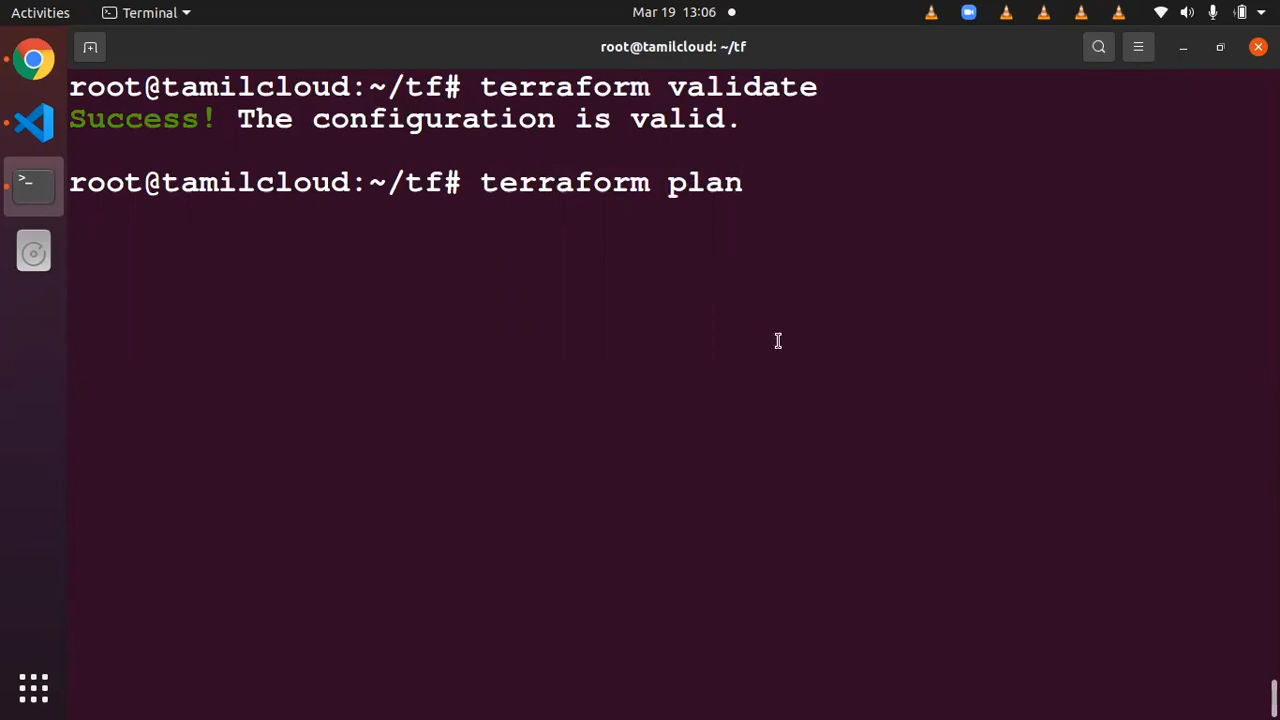 Activities
Terminal
Mar 19 13:06
root@tamilcloud: ~/tf
root@tamilcloud:~/tf# terraform validate
Success! The configuration is valid.
root@tamilcloud:~/tf# terraform plan